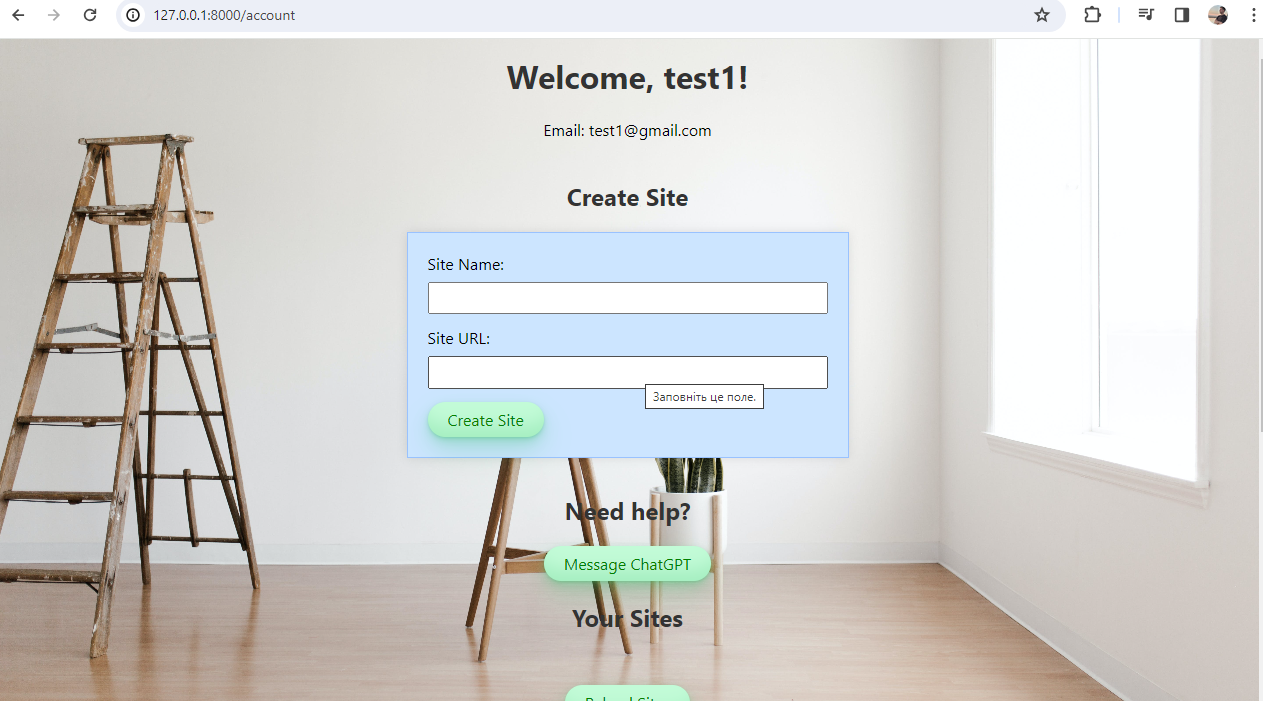 127.0.0.1:8000/account
Welcome, test1!
Email: test1@gmail.com
Create Site
Site Name:
Site URL:
Заповніть це поле.
Create Site
Need help?
Message ChatGPT
Your Sites